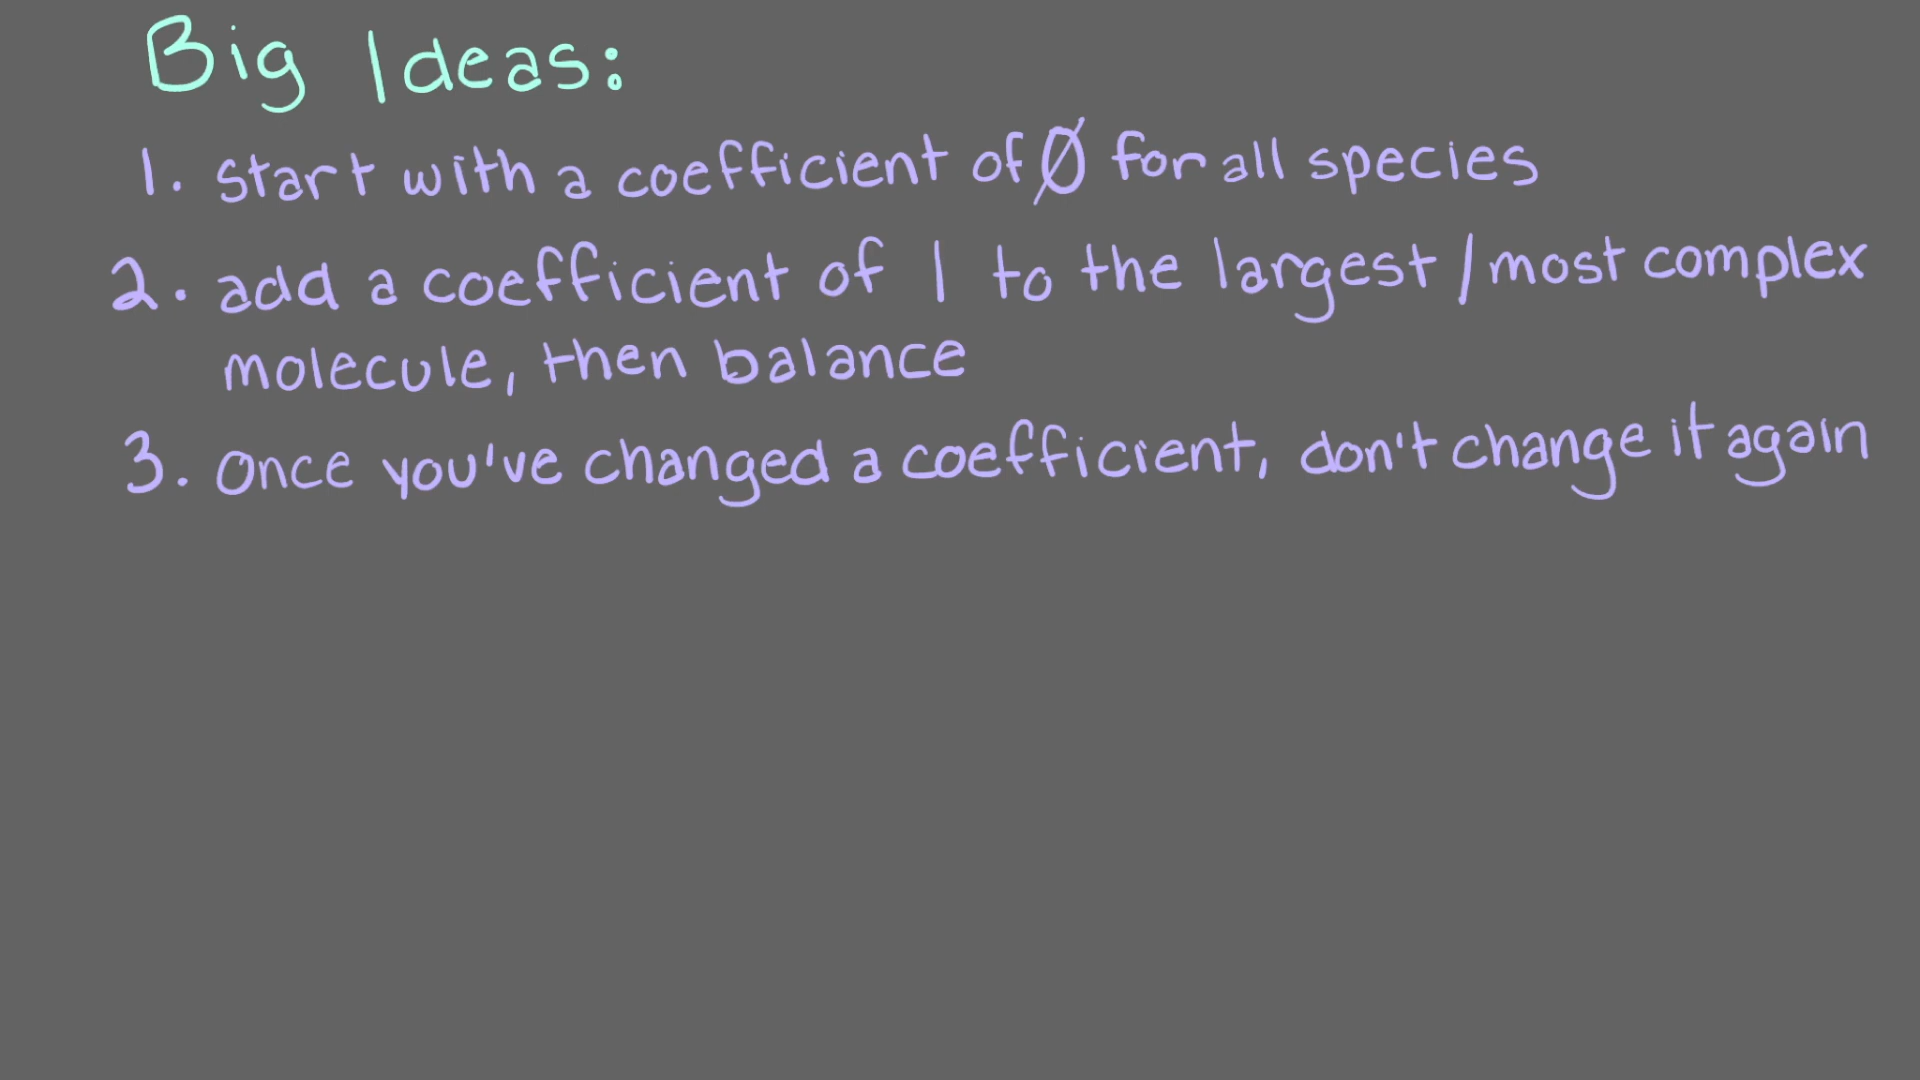 Big Ideas:
1. start with a coefficient of Ø for all species
2. add a coefficient of 1 to the largest/most complex
molecule, then balance
3. once you've changed a coefficient, don't change it again